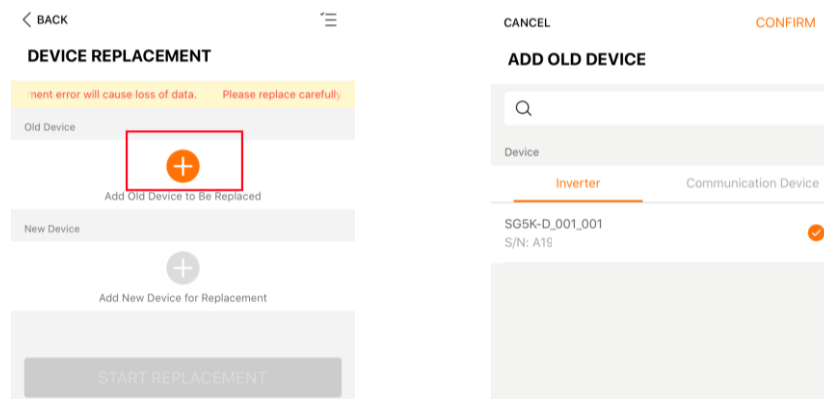 BACK
DEVICE REPLACEMENT
ment error will cause loss of data. Please replace carefully
Old Device
Add Old Device to Be Replaced
New Device
Add New Device for Replacement
START REPLACEMENT
CANCEL CONFIRM
ADD OLD DEVICE
Device
Inverter Communication Device
SG5K-D_001_001
S/N: A19